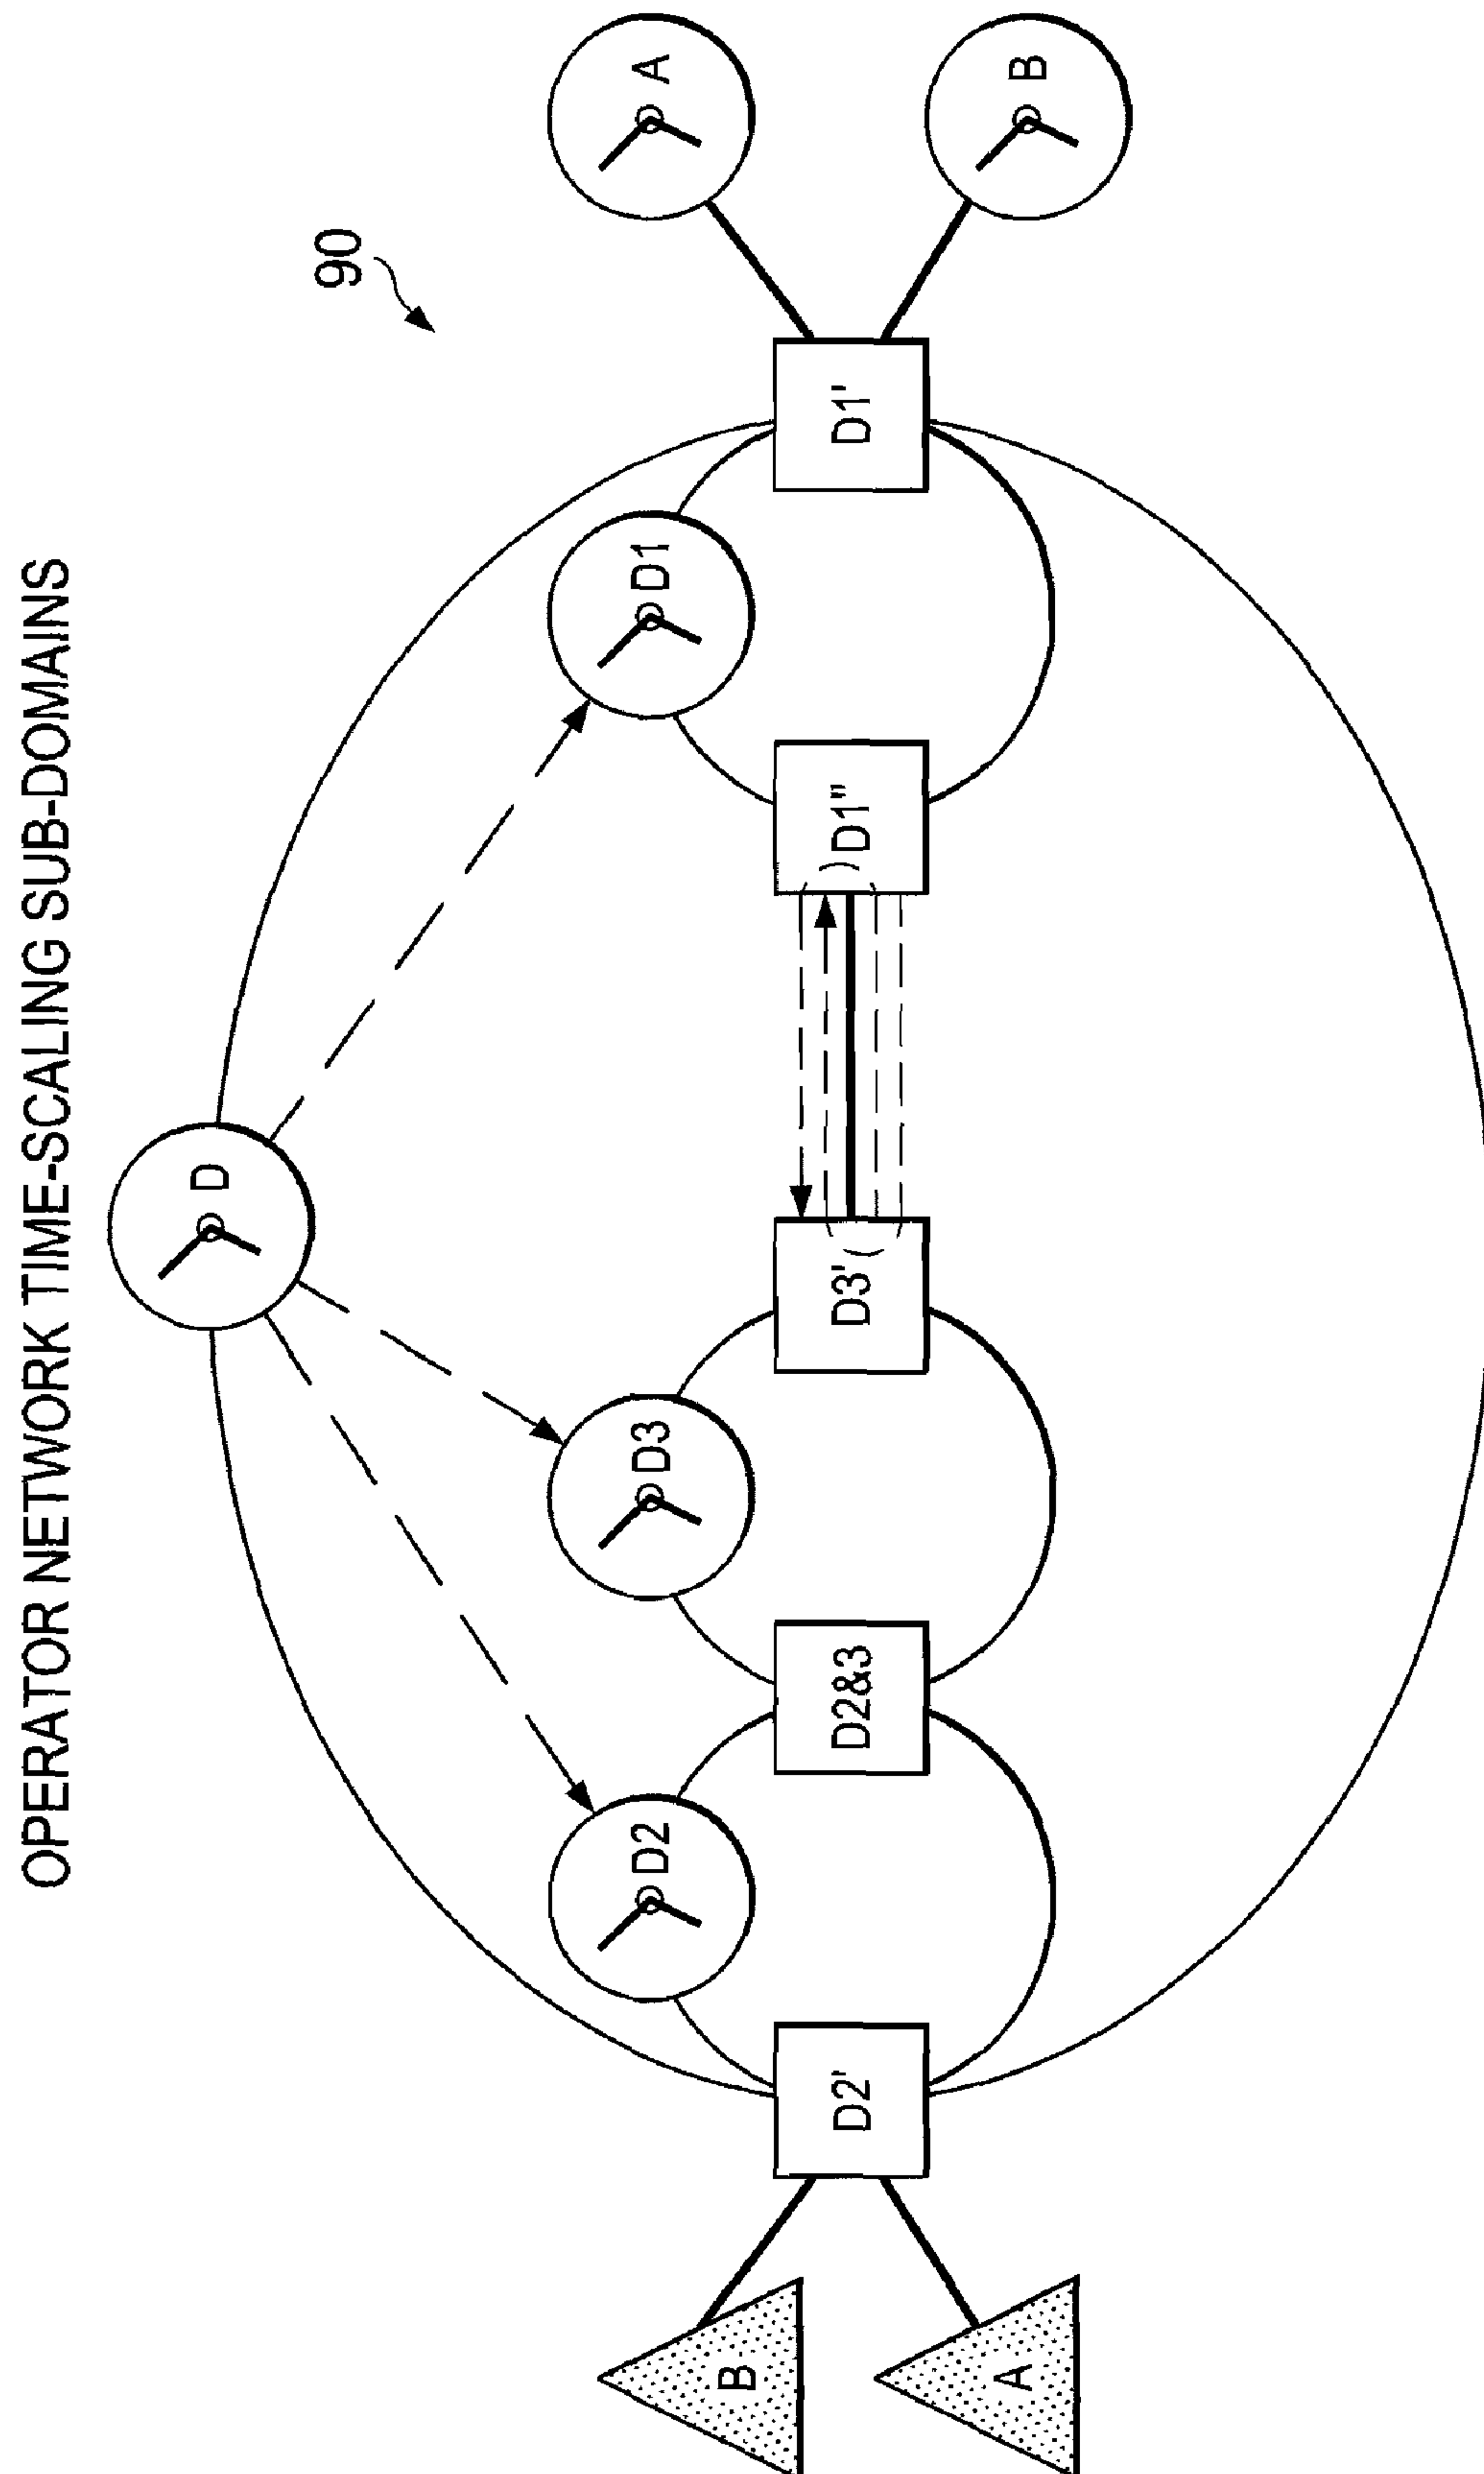 OPERATOR NETWORK TIME-SCALING SUB-DOMAINS
90
D
D2
D3
D1
A
B
D2'
D2&3
D3'
D1"
D1'
B
A